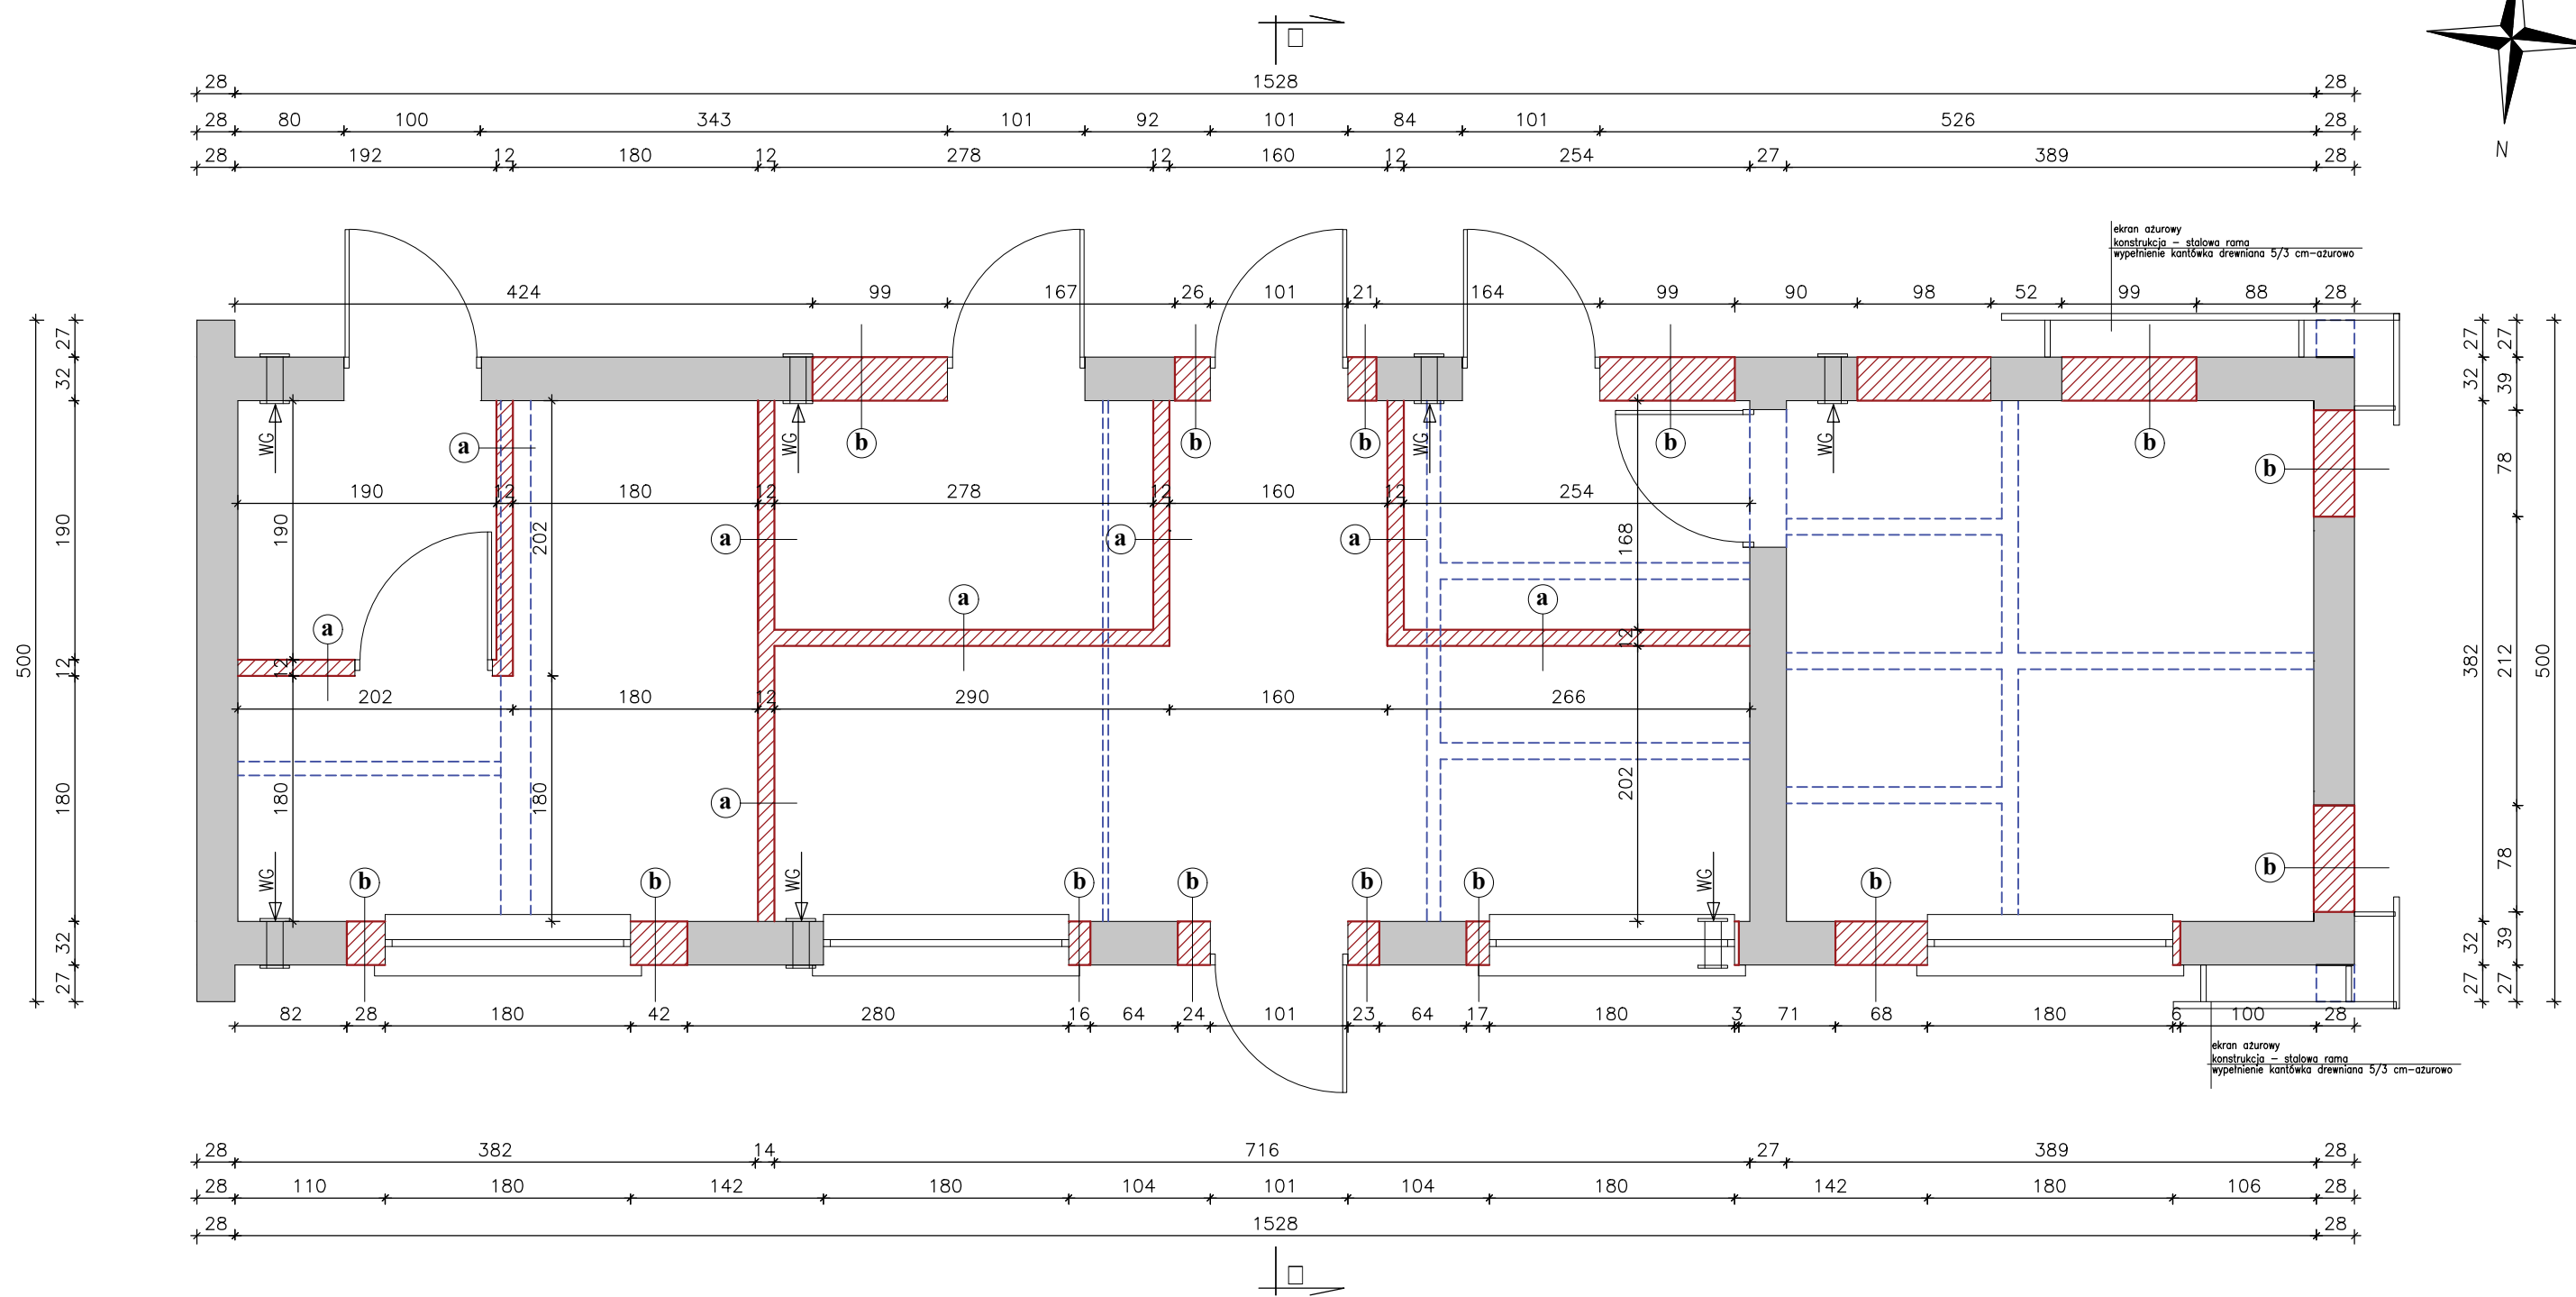 28 1528 28
28 80 100 343 101 92 101 84 101 526 28
28 192 12 180 12 278 12 160 12 254 27 389 28
N
ekran ażurowy
konstrukcja – stalowa rama
wypełnienie kantówka drewniana 5/3 cm-ażurowo
424 99 167 26 101 21 164 99 90 98 52 99 88 28
27 32 190 12 180 32 27
500
WG WG WG WG
a b b b b b b
190 12 180 12 278 12 160 12 254
190 202 168
a a a
a a a
12 12
202 180 12 290 160 266
180 180 202
a
WG WG WG
b b b b b b b b
27 32 382 32 27
27 39 78 212 78 39 27
500
82 28 180 42 280 16 64 24 101 23 64 17 180 3 71 68 180 6 100 28
ekran ażurowy
konstrukcja – stalowa rama
wypełnienie kantówka drewniana 5/3 cm-ażurowo
28 382 14 716 27 389 28
28 110 180 142 180 104 101 104 180 142 180 106 28
28 1528 28